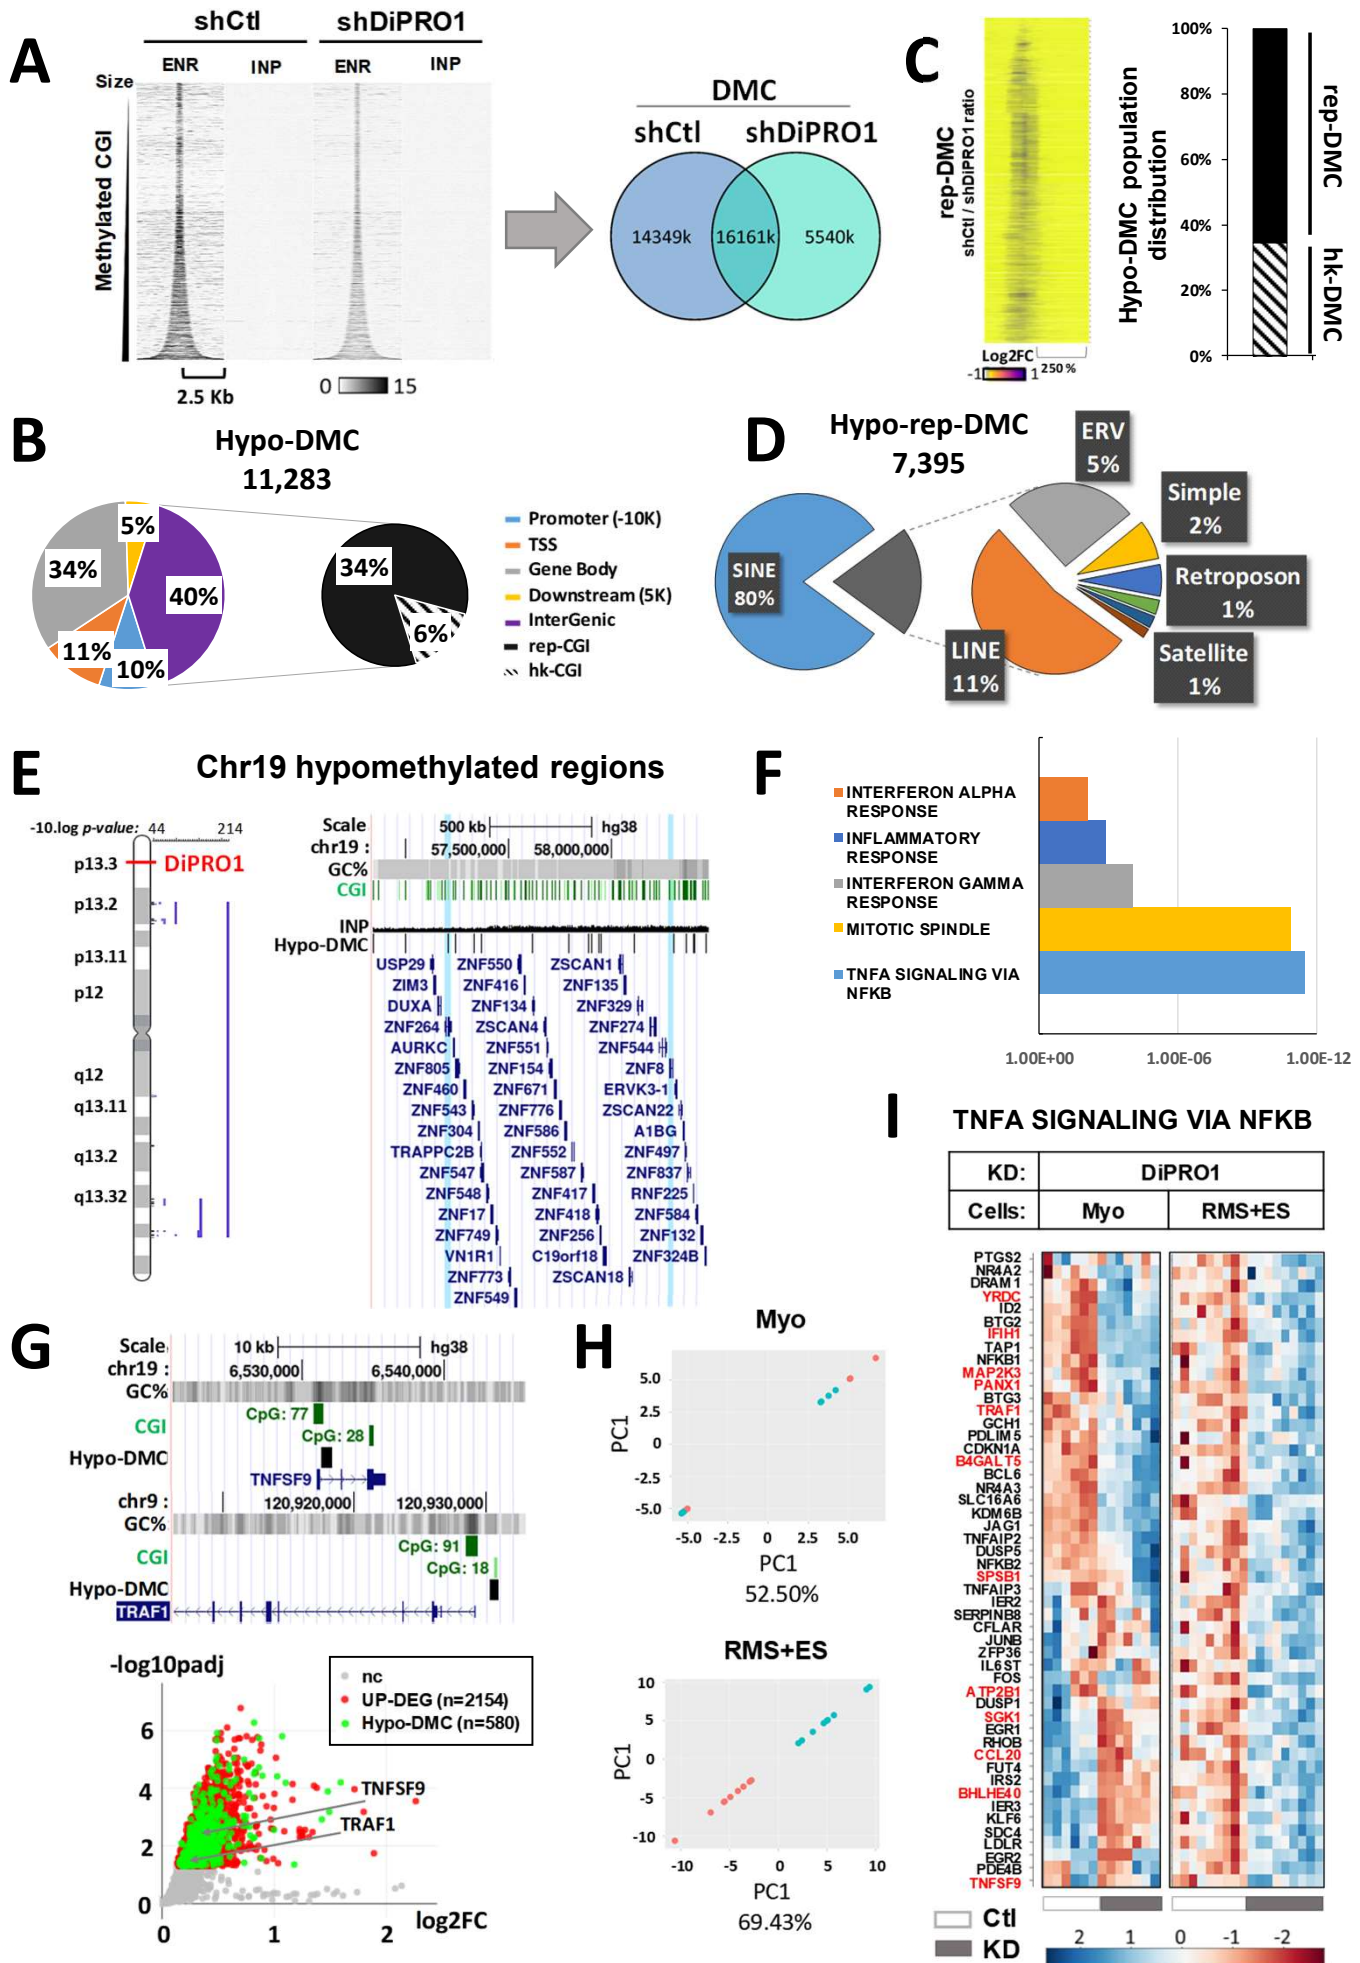 A
shCtl
shDiPRO1
ENR
INP
ENR
INP
Size
Methylated CGI
2.5 Kb
0
15
DMC
shCtl
shDiPRO1
14349k
16161k
5540k
C
rep-DMC
shCtl / shDiPRO1 ratio
Log2FC
-1
1
250 %
Hypo-DMC population
distribution
100%
80%
60%
40%
20%
0%
rep-DMC
hk-DMC
B
Hypo-DMC
11,283
5%
34%
40%
11%
10%
34%
6%
Promoter (-10K)
TSS
Gene Body
Downstream (5K)
InterGenic
rep-CGI
hk-CGI
D
Hypo-rep-DMC
7,395
SINE
80%
ERV
5%
Simple
2%
Retroposon
1%
Satellite
1%
LINE
11%
E
Chr19 hypomethylated regions
-10.log p-value:
44
214
DiPRO1
p13.3
p13.2
p13.11
p12
q12
q13.11
q13.2
q13.32
Scale
500 kb
hg38
chr19 :
57,500,000
58,000,000
GC%
CGI
INP
Hypo-DMC
USP29
ZNF550
ZSCAN1
ZIM3
ZNF416
ZNF135
DUXA
ZNF134
ZNF329
ZNF264
ZSCAN4
ZNF274
AURKC
ZNF551
ZNF544
ZNF805
ZNF154
ZNF8
ZNF460
ZNF671
ERVK3-1
ZNF543
ZNF776
ZSCAN22
ZNF304
ZNF586
A1BG
TRAPPC2B
ZNF552
ZNF497
ZNF547
ZNF587
ZNF837
ZNF548
ZNF417
RNF225
ZNF17
ZNF418
ZNF584
ZNF749
ZNF256
ZNF132
VN1R1
C19orf18
ZNF324B
ZNF773
ZSCAN18
ZNF549
F
INTERFERON ALPHA
RESPONSE
INFLAMMATORY
RESPONSE
INTERFERON GAMMA
RESPONSE
MITOTIC SPINDLE
TNFA SIGNALING VIA
NFKB
1.00E+00
1.00E-06
1.00E-12
G
Scale
10 kb
hg38
chr19 :
6,530,000
6,540,000
GC%
CpG: 77
CGI
CpG: 28
Hypo-DMC
TNFSF9
chr9 :
120,920,000
120,930,000
GC%
CpG: 91
CGI
CpG: 18
Hypo-DMC
TRAF1
-log10padj
nc
UP-DEG (n=2154)
Hypo-DMC (n=580)
6
4
2
0
TNFSF9
TRAF1
0
1
2
log2FC
H
Myo
PC1
5.0
2.5
0
-2.5
-5.0
-5.0
-2.5
0
2.5
5.0
PC1
52.50%
RMS+ES
PC1
10
5
0
-5
-10
-10
-5
0
5
10
PC1
69.43%
I
TNFA SIGNALING VIA NFKB
KD:
DiPRO1
Cells:
Myo
RMS+ES
PTGS2
NR4A2
DRAM1
YRDC
ID2
BTG2
IFIH1
TAP1
NFKB1
MAP2K3
PANX1
BTG3
TRAF1
GCH1
PDLIM5
CDKN1A
B4GALT5
BCL6
NR4A3
SLC16A6
KDM6B
JAG1
TNFAIP2
DUSP5
NFKB2
SPSB1
TNFAIP3
IER2
SERPINB8
CFLAR
JUNB
ZFP36
IL6ST
FOS
ATP2B1
DUSP1
SGK1
EGR1
RHOB
CCL20
FUT4
IRS2
BHLHE40
IER3
KLF6
SDC4
LDLR
EGR2
PDE4B
TNFSF9
Ctl
KD
2
1
0
-1
-2